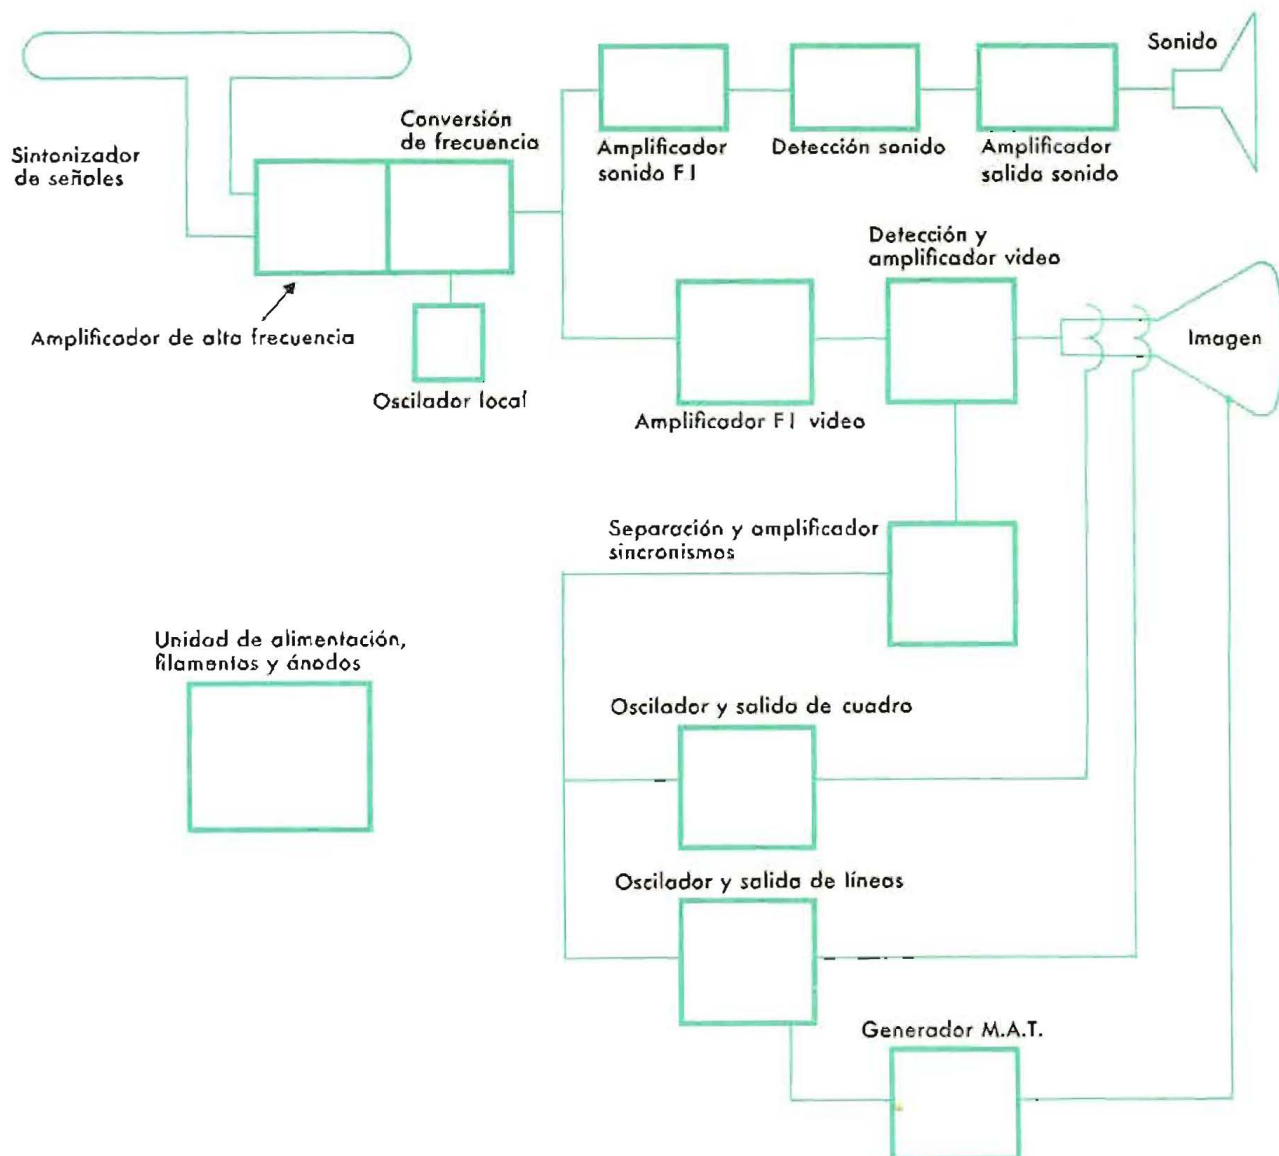 Sonido
Conversión
de frecuencia
Sintonizador
de señales
Amplificador
sonido FI
Detección sonido
Amplificador
salida sonido
Detección y
amplificador video
Amplificador de alta frecuencia
Imagen
Oscilador local
Amplificador FI video
Separación y amplificador
sincronismos
Unidad de alimentación,
filamentos y ánodos
Oscilador y salida de cuadro
Oscilador y salida de líneas
Generador M.A.T.